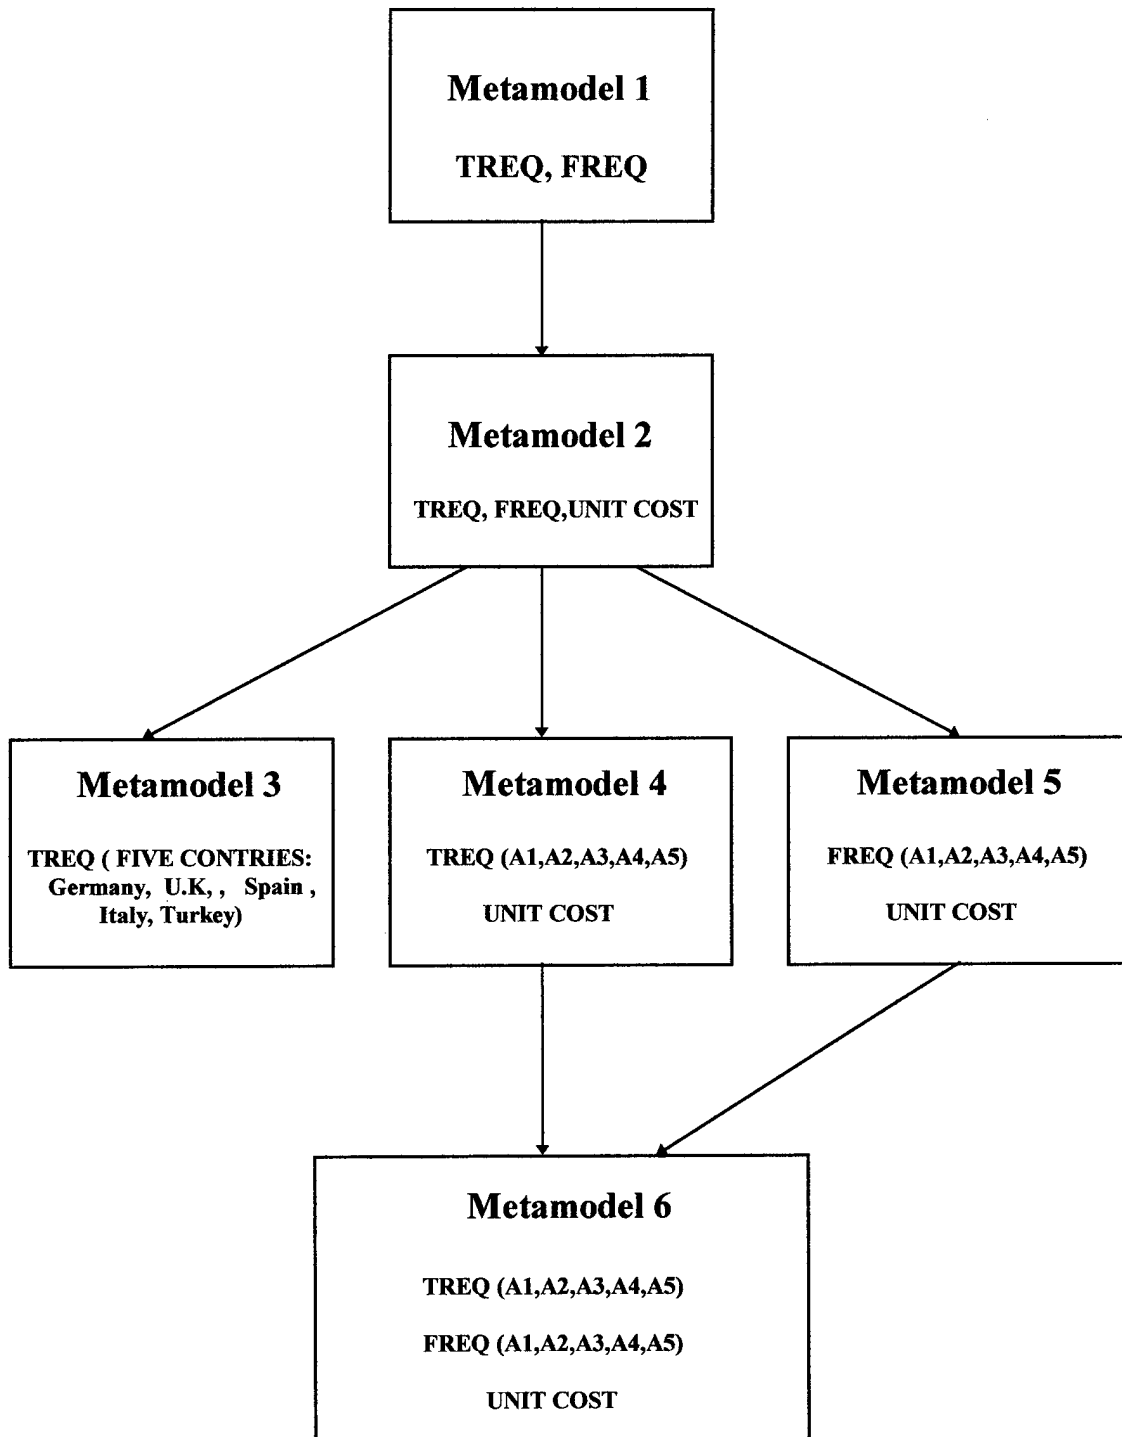 Metamodel 1
TREQ, FREQ
Metamodel 2
TREQ, FREQ,UNIT COST
Metamodel 3
TREQ ( FIVE CONTRIES:
Germany, U.K, , Spain ,
Italy, Turkey)
Metamodel 4
TREQ (A1,A2,A3,A4,A5)
UNIT COST
Metamodel 5
FREQ (A1,A2,A3,A4,A5)
UNIT COST
Metamodel 6
TREQ (A1,A2,A3,A4,A5)
FREQ (A1,A2,A3,A4,A5)
UNIT COST